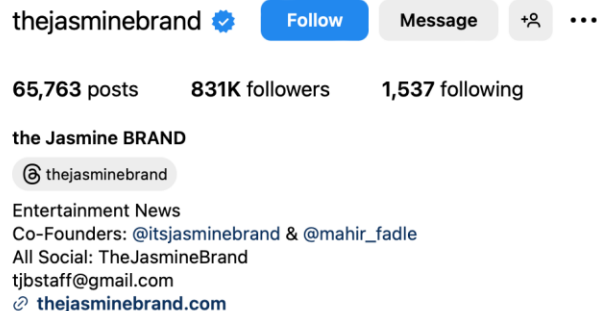 thejasminebrand Follow Message
65,763 posts 831K followers 1,537 following
the Jasmine BRAND
thejasminebrand
Entertainment News
Co-Founders: @itsjasminebrand & @mahir_fadle
All Social: TheJasmineBrand
tjbstaff@gmail.com
thejasminebrand.com